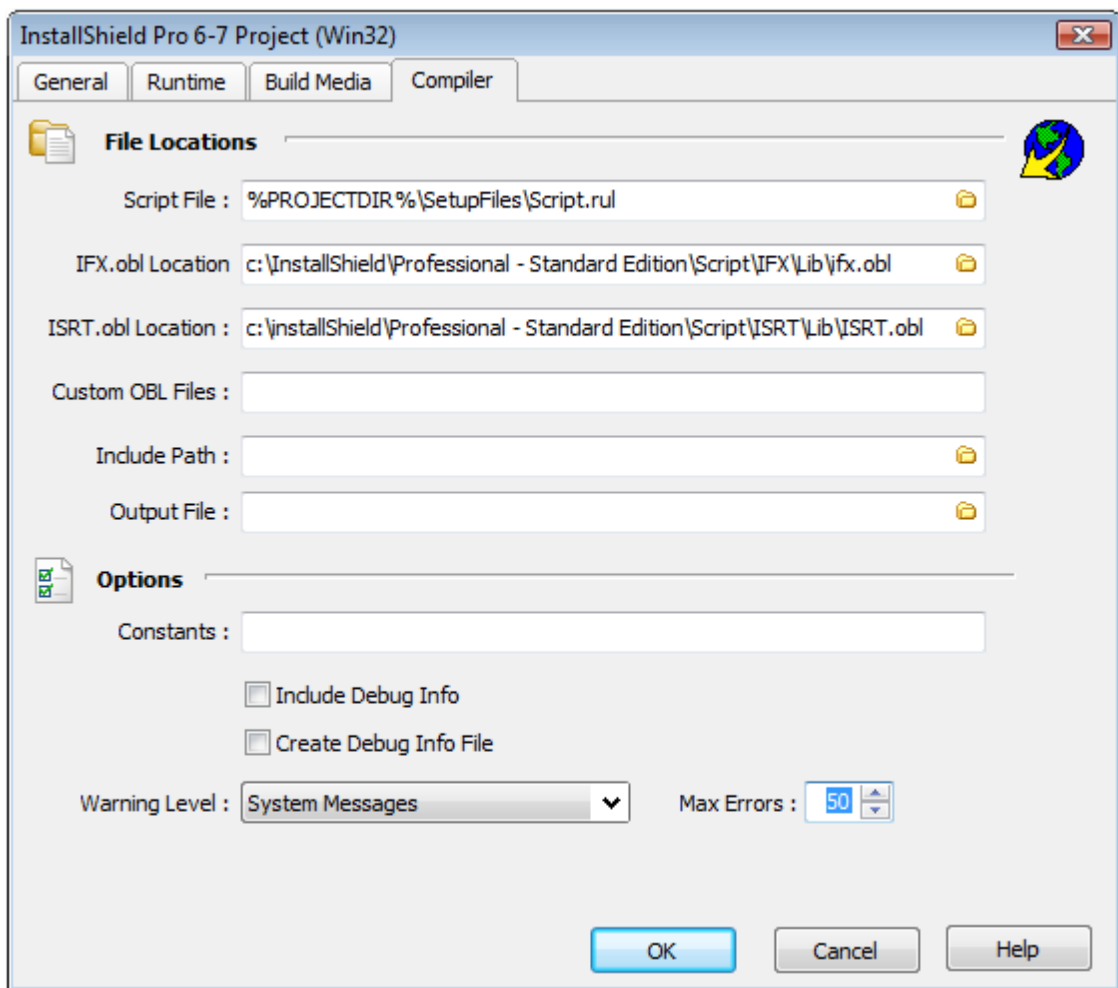 InstallShield Pro 6-7 Project (Win32)
General Runtime Build Media Compiler
File Locations
Script File : %PROJECTDIR%\SetupFiles\Script.rul
IFX.obl Location c:\InstallShield\Professional - Standard Edition\Script\IFX\Lib\ifx.obl
ISRT.obl Location : c:\installShield\Professional - Standard Edition\Script\ISRT\Lib\ISRT.obl
Custom OBL Files :
Include Path :
Output File :
Options
Constants :
Include Debug Info
Create Debug Info File
Warning Level : System Messages Max Errors : 50
OK Cancel Help